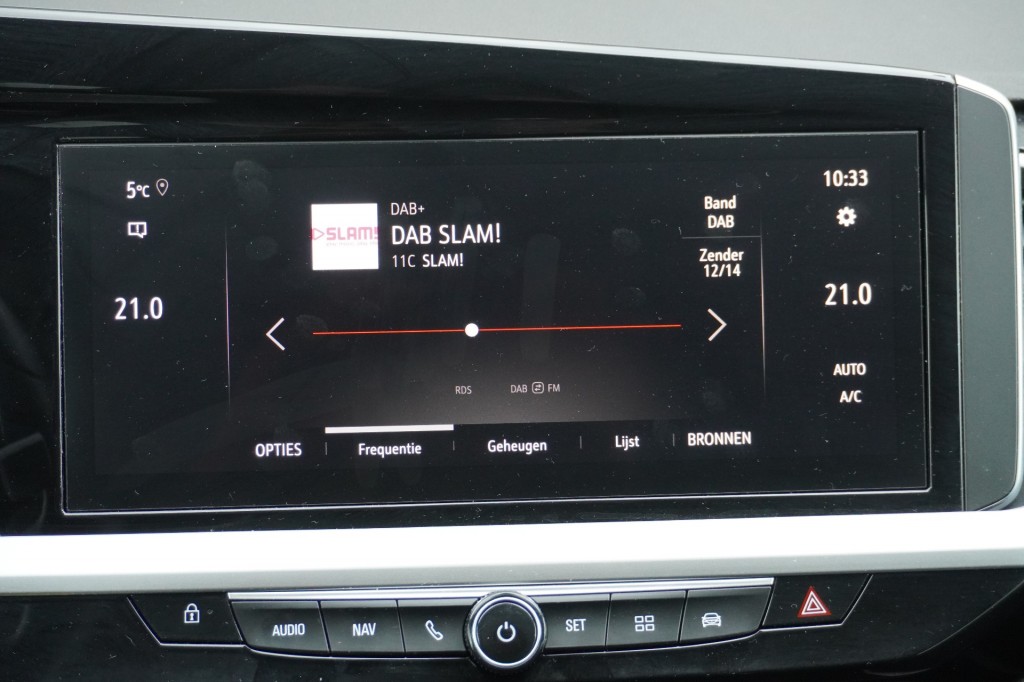 5°C
21.0
SLAM!
DAB+
DAB SLAM!
11C SLAM!
Band
DAB
Zender
12/14
10:33
21.0
AUTO
A/C
RDS
DAB FM
OPTIES
Frequentie
Geheugen
Lijst
BRONNEN
AUDIO
NAV
SET